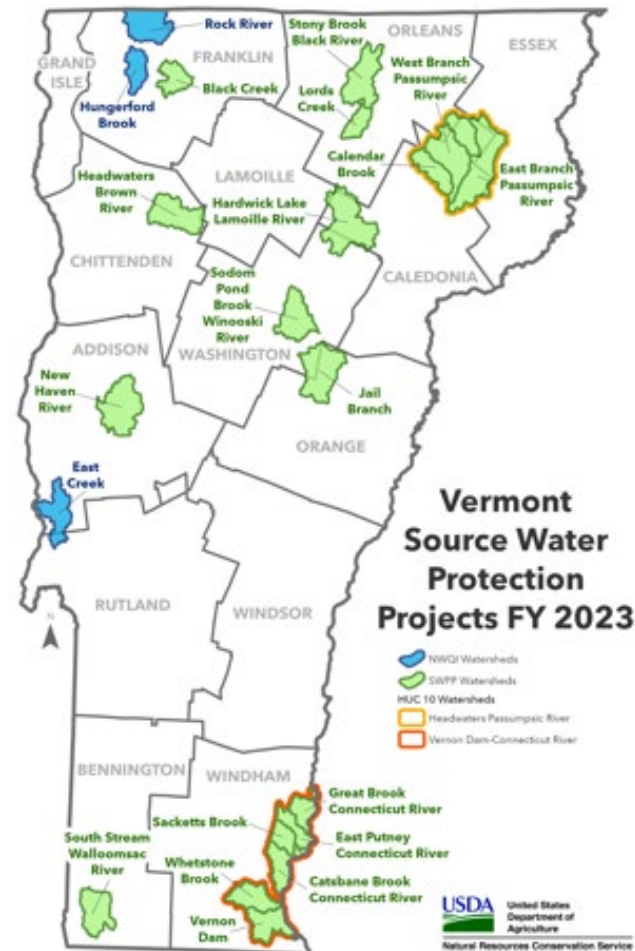 Rock River
ORLEANS
Stony Brook
Black River
ESSEX
GRAND
ISLE
FRANKLIN
West Branch
Passumpsic
River
Black Creek
Lords
Creek
Hungerford
Brook
Calendar
Brook
East Branch
Passumpsic
River
Headwaters
Brown
River
LAMOILLE
Hardwick Lake
Lamoille River
CHITTENDEN
CALEDONIA
Sodom
Pond
Brook
Winooski
River
ADDISON
WASHINGTON
New
Haven
River
Jail
Branch
ORANGE
East
Creek
Vermont
Source Water
Protection
Projects FY 2023
RUTLAND
WINDSOR
N
NWQI Watersheds
SWPP Watersheds
HUC 10 Watersheds
Headwaters Passumpsic River
Vernon Dam-Connecticut River
BENNINGTON
WINDHAM
Great Brook
Connecticut River
Sacketts Brook
East Putney
Connecticut River
South Stream
Walloomsac
River
Whetstone
Brook
Catsbane Brook
Connecticut River
Vernon
Dam
USDA
United States
Department of
Agriculture
Natural Resources Conservation Service